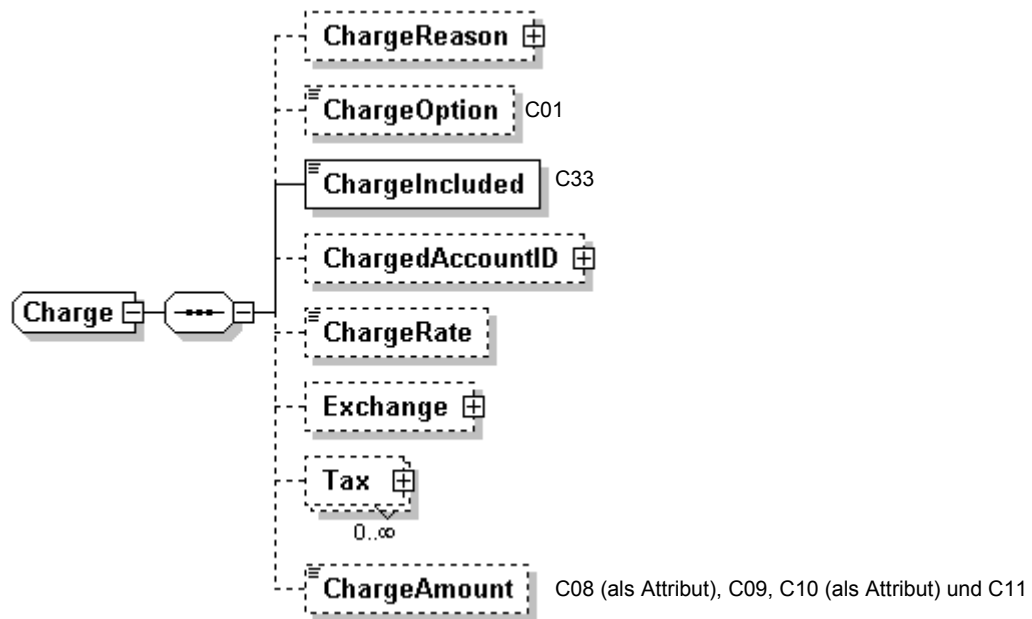 ChargeReason
ChargeOption C01
ChargeIncluded C33
ChargedAccountID
Charge
ChargeRate
Exchange
Tax
0..∞
ChargeAmount C08 (als Attribut), C09, C10 (als Attribut) und C11